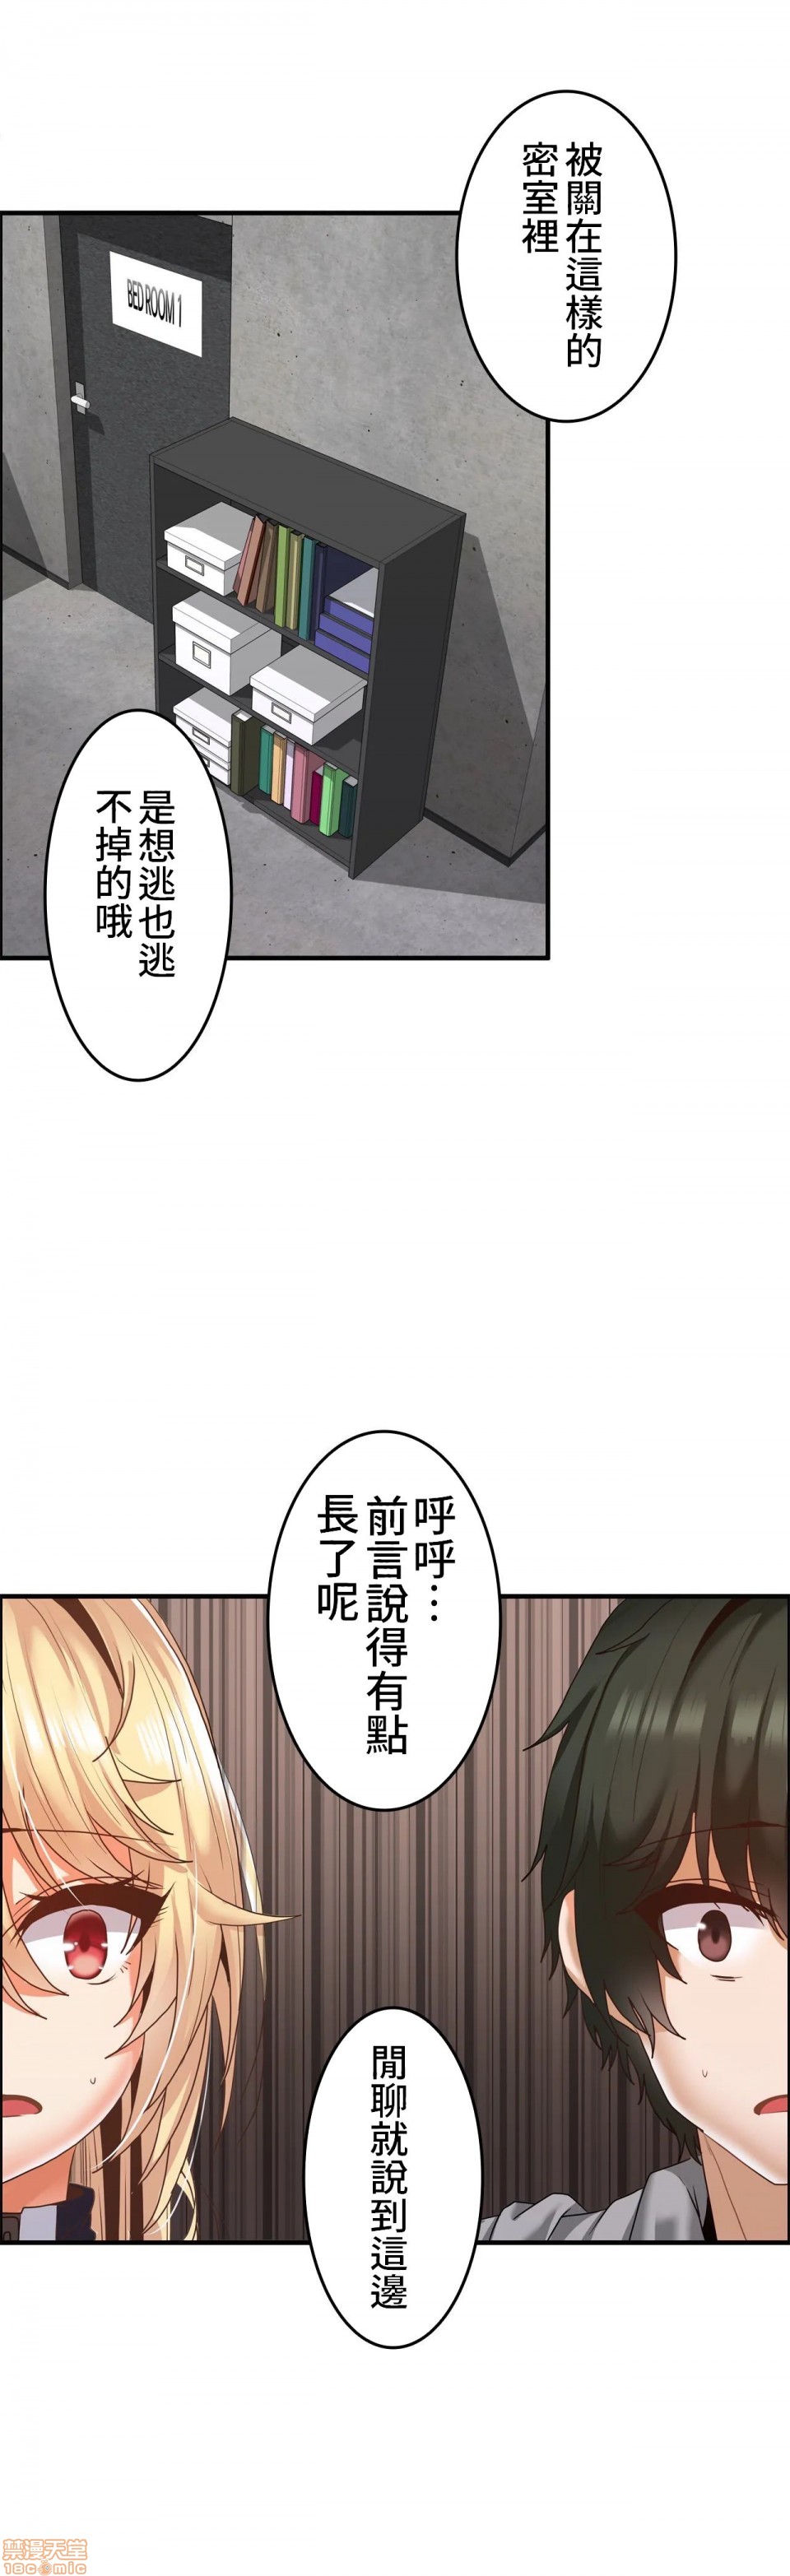 被關在這樣的
密室裡
BED ROOM 1
是想逃也逃
不掉的哦
呼呼…
前言說得有點
長了呢
閒聊就說到這邊
禁漫天堂
18comic